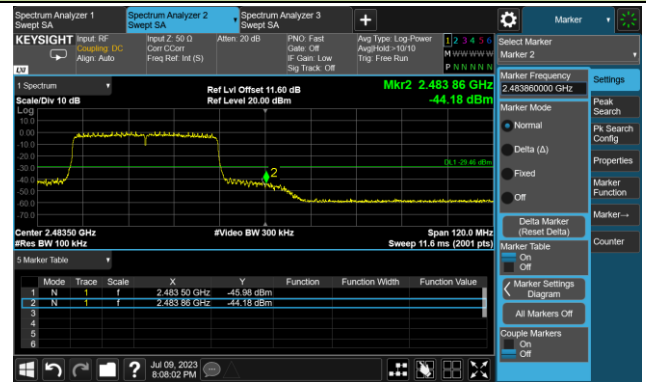 Spectrum Analyzer 1
Swept SA
Spectrum Analyzer 2
Swept SA
Spectrum Analyzer 3
Swept SA
+
Marker
KEYSIGHT
Input: RF
Coupling: DC
Align: Auto
Input Z: 50 Ω
Corr CCorr
Freq Ref: Int (S)
Atten: 20 dB
PNO: Fast
Gate: Off
IF Gain: Low
Sig Track: Off
Avg Type: Log-Power
Avg|Hold:>10/10
Trig: Free Run
1 2 3 4 5 6
M W W W W W
P N N N N N
LXI
Select Marker
Marker 2
1 Spectrum
Scale/Div 10 dB
Ref Lvl Offset 11.60 dB
Ref Level 20.00 dBm
Mkr2 2.483 86 GHz
-44.18 dBm
Log
10.0
0.00
-10.0
-20.0
-30.0
-40.0
-50.0
-60.0
-70.0
DL1 -29.46 dBm
2
Center 2.48350 GHz
#Res BW 100 kHz
#Video BW 300 kHz
Span 120.0 MHz
Sweep 11.6 ms (2001 pts)
5 Marker Table
Mode Trace Scale X Y Function Function Width Function Value
1 N 1 f 2.483 50 GHz -45.98 dBm
2 N 1 f 2.483 86 GHz -44.18 dBm
3
4
5
6
Marker Frequency
2.483860000 GHz
Marker Mode
Normal
Delta (Δ)
Fixed
Off
Delta Marker
(Reset Delta)
Marker Table
On
Off
Marker Settings
Diagram
All Markers Off
Couple Markers
On
Off
Settings
Peak
Search
Pk Search
Config
Properties
Marker
Function
Marker→
Counter
?
Jul 09, 2023
8:08:02 PM